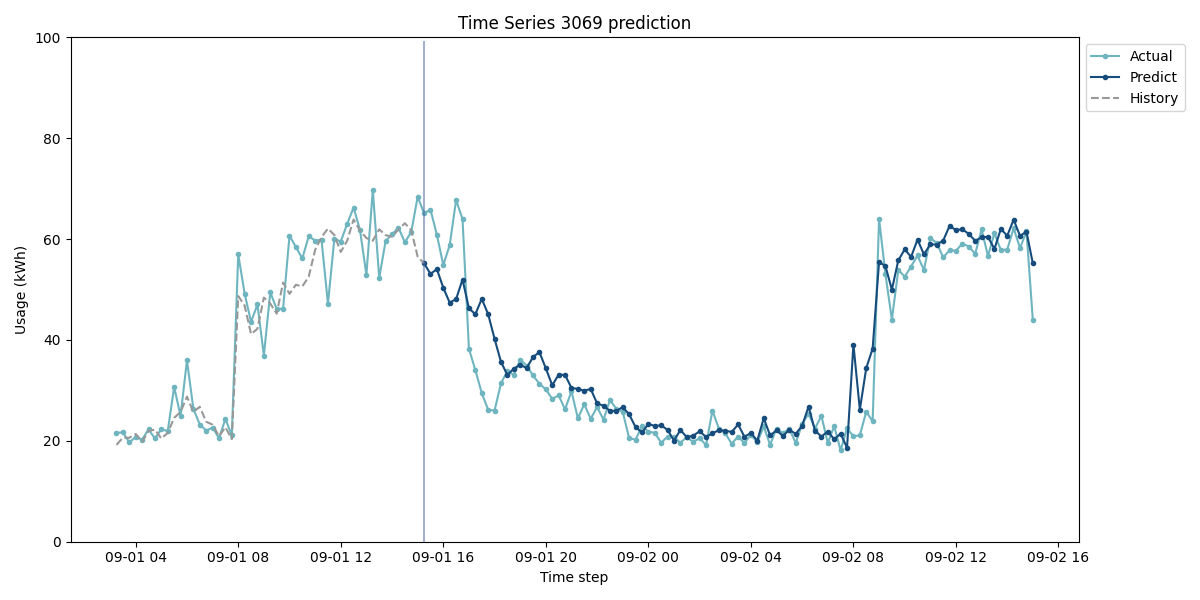 Time Series 3069 prediction
100
80
60
40
20
0
Usage (kWh)
09-01 04
09-01 08
09-01 12
09-01 16
09-01 20
09-02 00
09-02 04
09-02 08
09-02 12
09-02 16
Time step
Actual
Predict
History